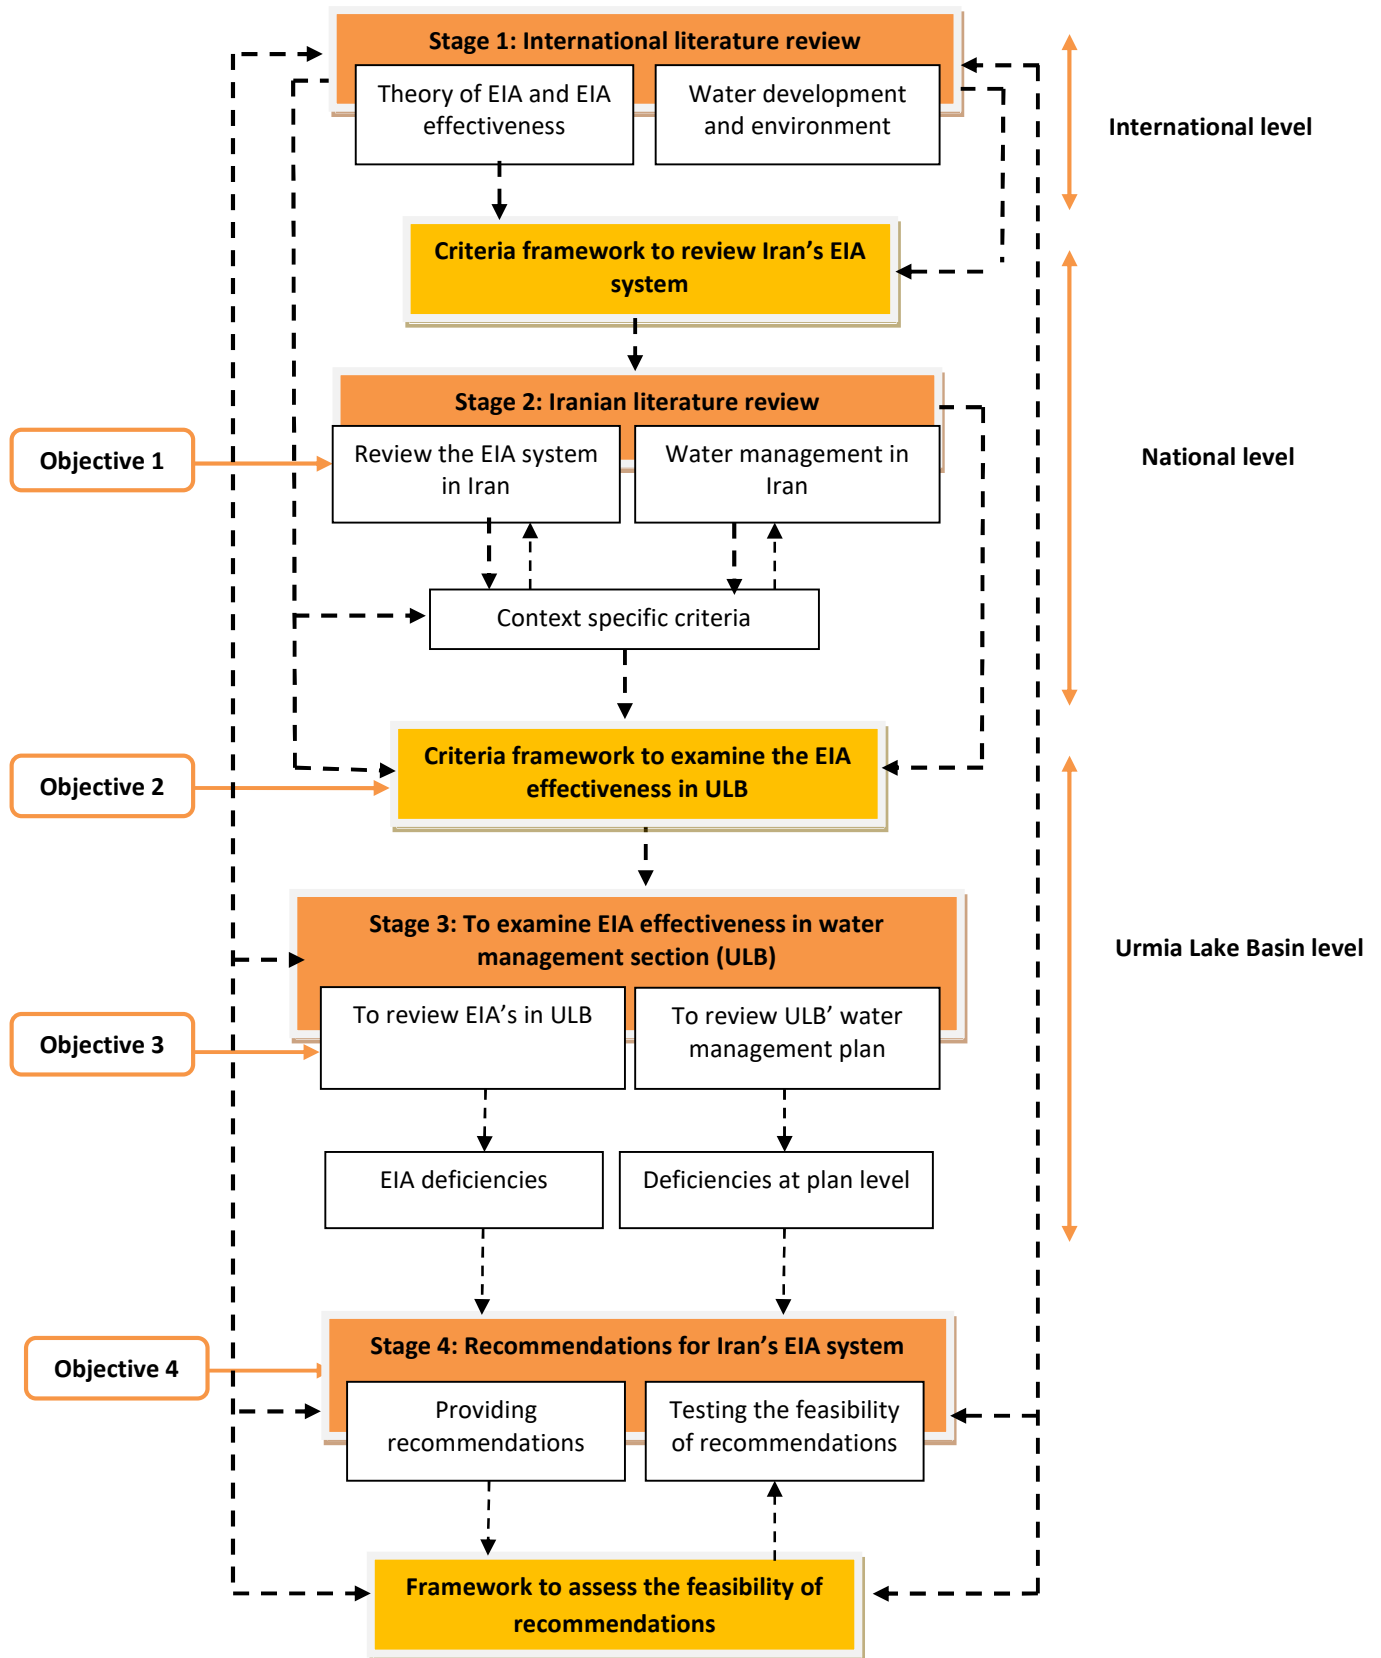 Stage 1: International literature review
Theory of EIA and EIA
effectiveness
Water development
and environment
International level
Criteria framework to review Iran’s EIA
system
Stage 2: Iranian literature review
Objective 1
Review the EIA system
in Iran
Water management in
Iran
National level
Context specific criteria
Objective 2
Criteria framework to examine the EIA
effectiveness in ULB
Stage 3: To examine EIA effectiveness in water
management section (ULB)
Urmia Lake Basin level
Objective 3
To review EIA’s in ULB
To review ULB’ water
management plan
EIA deficiencies
Deficiencies at plan level
Objective 4
Stage 4: Recommendations for Iran’s EIA system
Providing
recommendations
Testing the feasibility
of recommendations
Framework to assess the feasibility of
recommendations